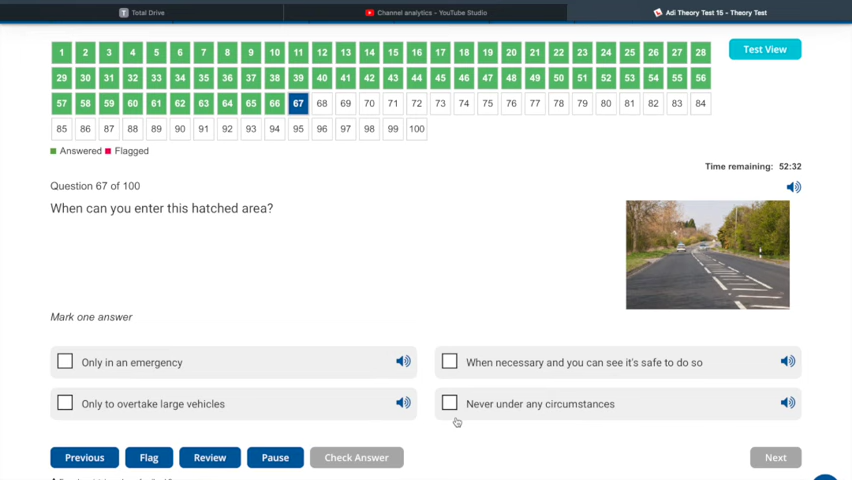 Total Drive
Channel analytics – YouTube Studio
Adi Theory Test 15 – Theory Test
1 2 3 4 5 6 7 8 9 10 11 12 13 14 15 16 17 18 19 20 21 22 23 24 25 26 27 28
Test View
29 30 31 32 33 34 35 36 37 38 39 40 41 42 43 44 45 46 47 48 49 50 51 52 53 54 55 56
57 58 59 60 61 62 63 64 65 66 67 68 69 70 71 72 73 74 75 76 77 78 79 80 81 82 83 84
85 86 87 88 89 90 91 92 93 94 95 96 97 98 99 100
Answered Flagged
Time remaining: 52:32
Question 67 of 100
When can you enter this hatched area?
Mark one answer
Only in an emergency
When necessary and you can see it's safe to do so
Only to overtake large vehicles
Never under any circumstances
Previous Flag Review Pause Check Answer Next